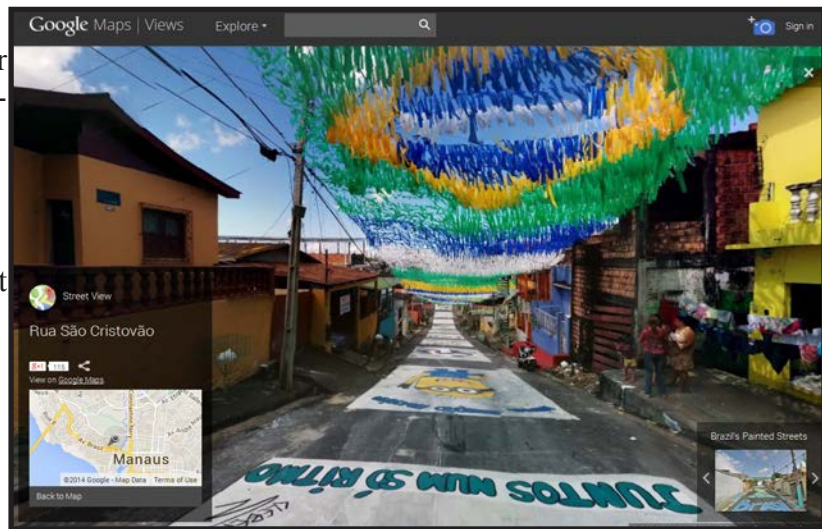 Google Maps | Views Explore Sign in
r
-
t
Street View
Rua São Cristovão
g+1 115
View on Google Maps
Manaus
©2014 Google - Map Data Terms of Use
Back to Map
Brazil's Painted Streets
JUNTOS NUM SÓ RITMO